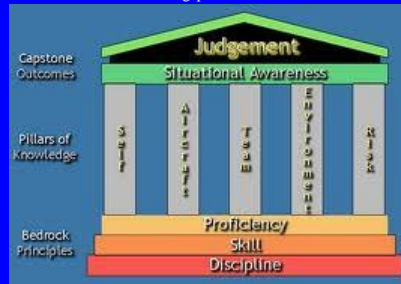 Judgement
Capstone
Outcomes
Situational Awareness
Pillars of
Knowledge
Self
Aircraft
Team
Environment
Risk
Bedrock
Principles
Proficiency
Skill
Discipline